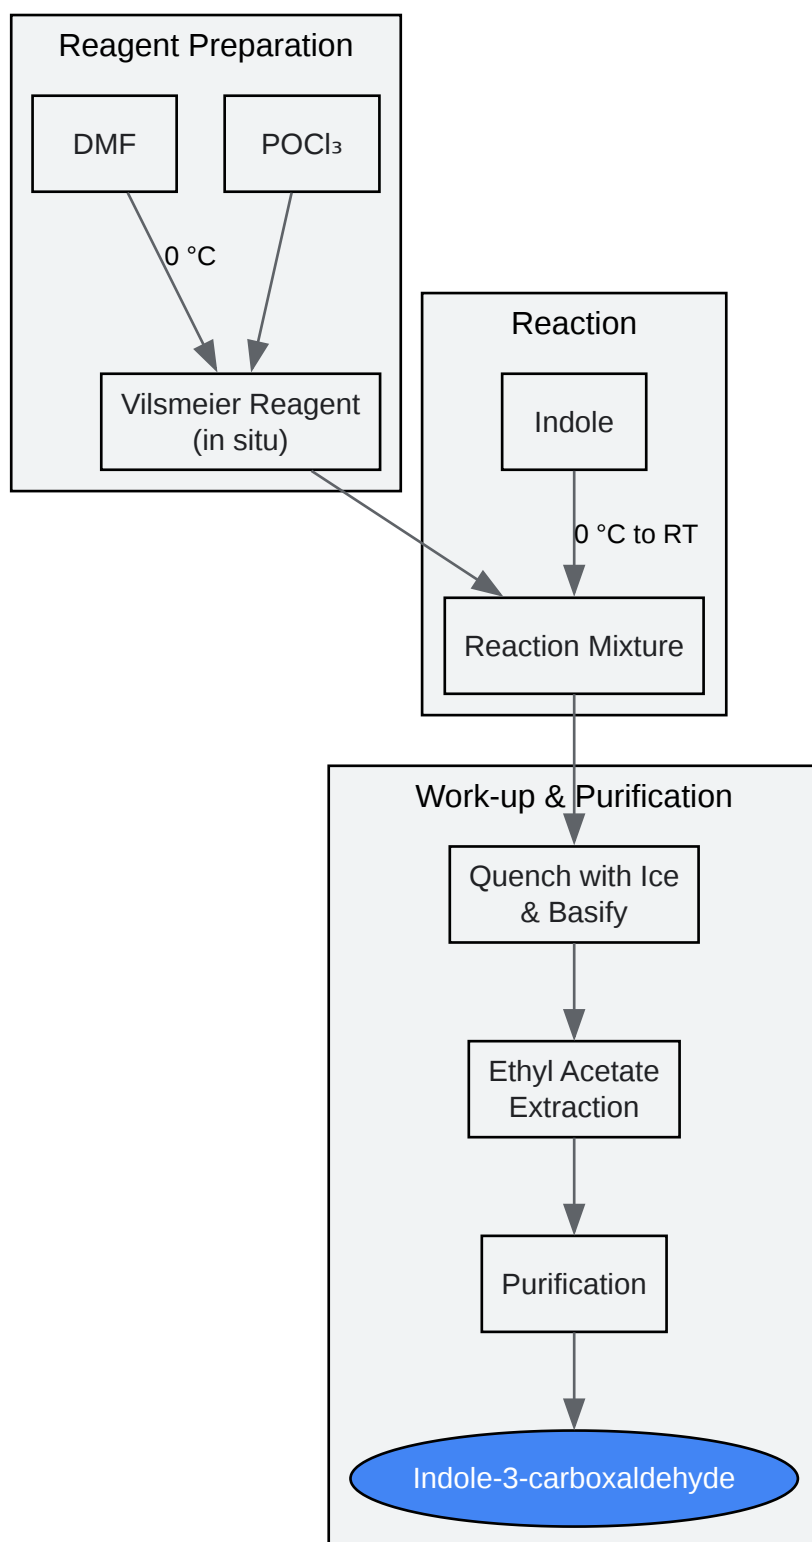 Reagent Preparation
DMF
POCl₃
0 °C
Vilsmeier Reagent
(in situ)
Reaction
Indole
0 °C to RT
Reaction Mixture
Work-up & Purification
Quench with Ice
& Basify
Ethyl Acetate
Extraction
Purification
Indole-3-carboxaldehyde